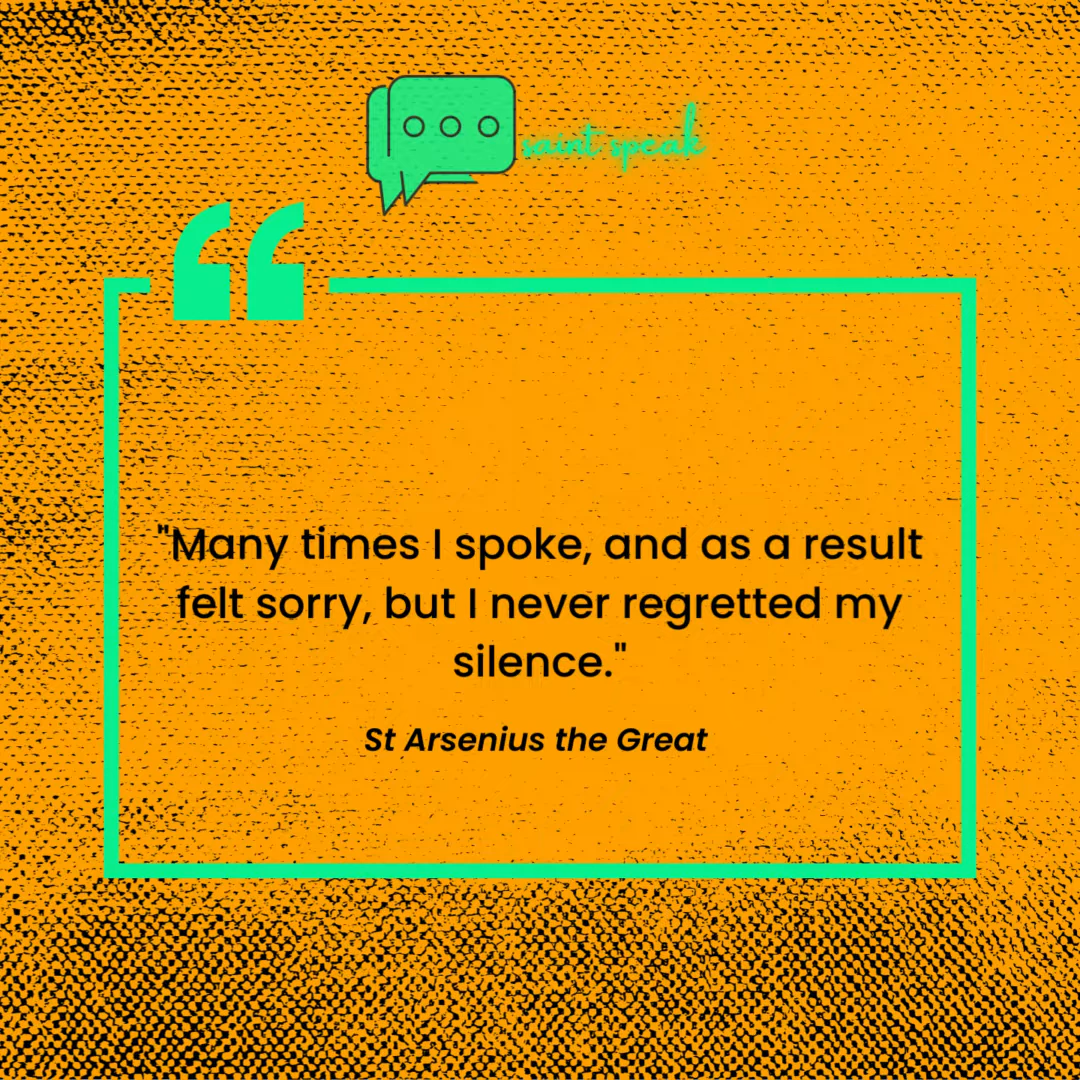 saint speak
"Many times I spoke, and as a result
felt sorry, but I never regretted my
silence."
St Arsenius the Great